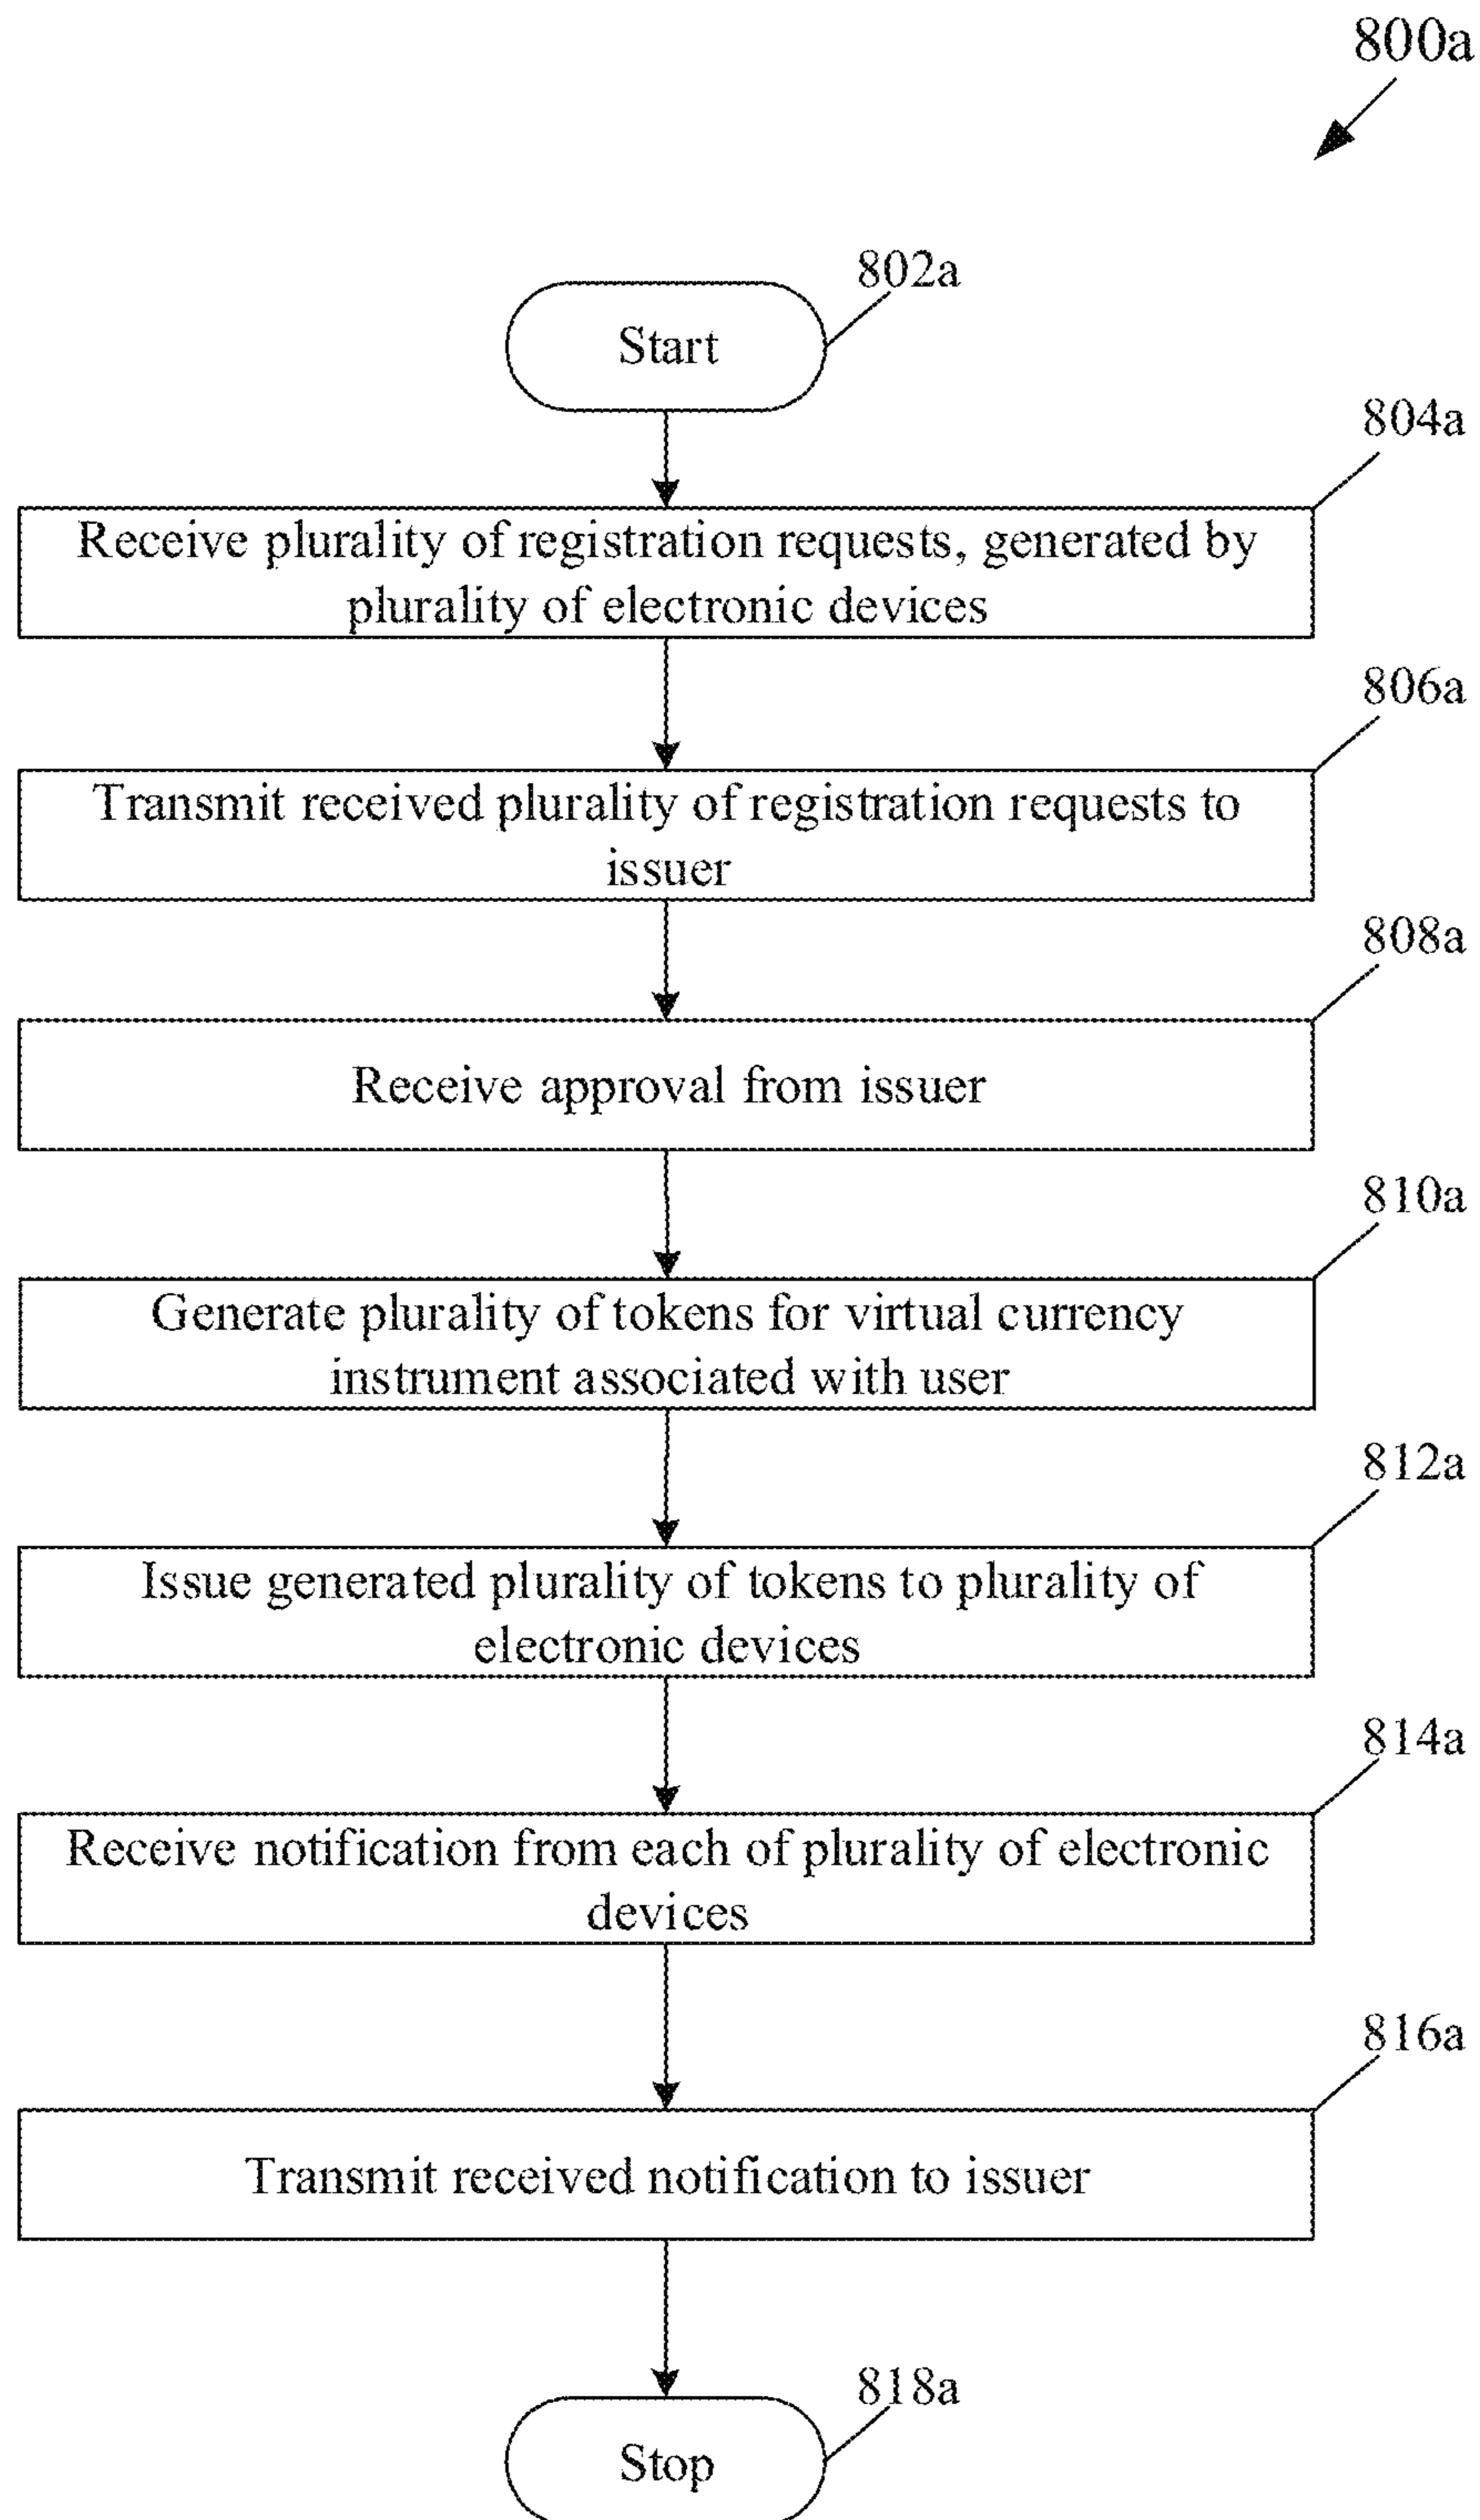 800a
802a
Start
804a
Receive plurality of registration requests, generated by
plurality of electronic devices
806a
Transmit received plurality of registration requests to
issuer
808a
Receive approval from issuer
810a
Generate plurality of tokens for virtual currency
instrument associated with user
812a
Issue generated plurality of tokens to plurality of
electronic devices
814a
Receive notification from each of plurality of electronic
devices
816a
Transmit received notification to issuer
818a
Stop